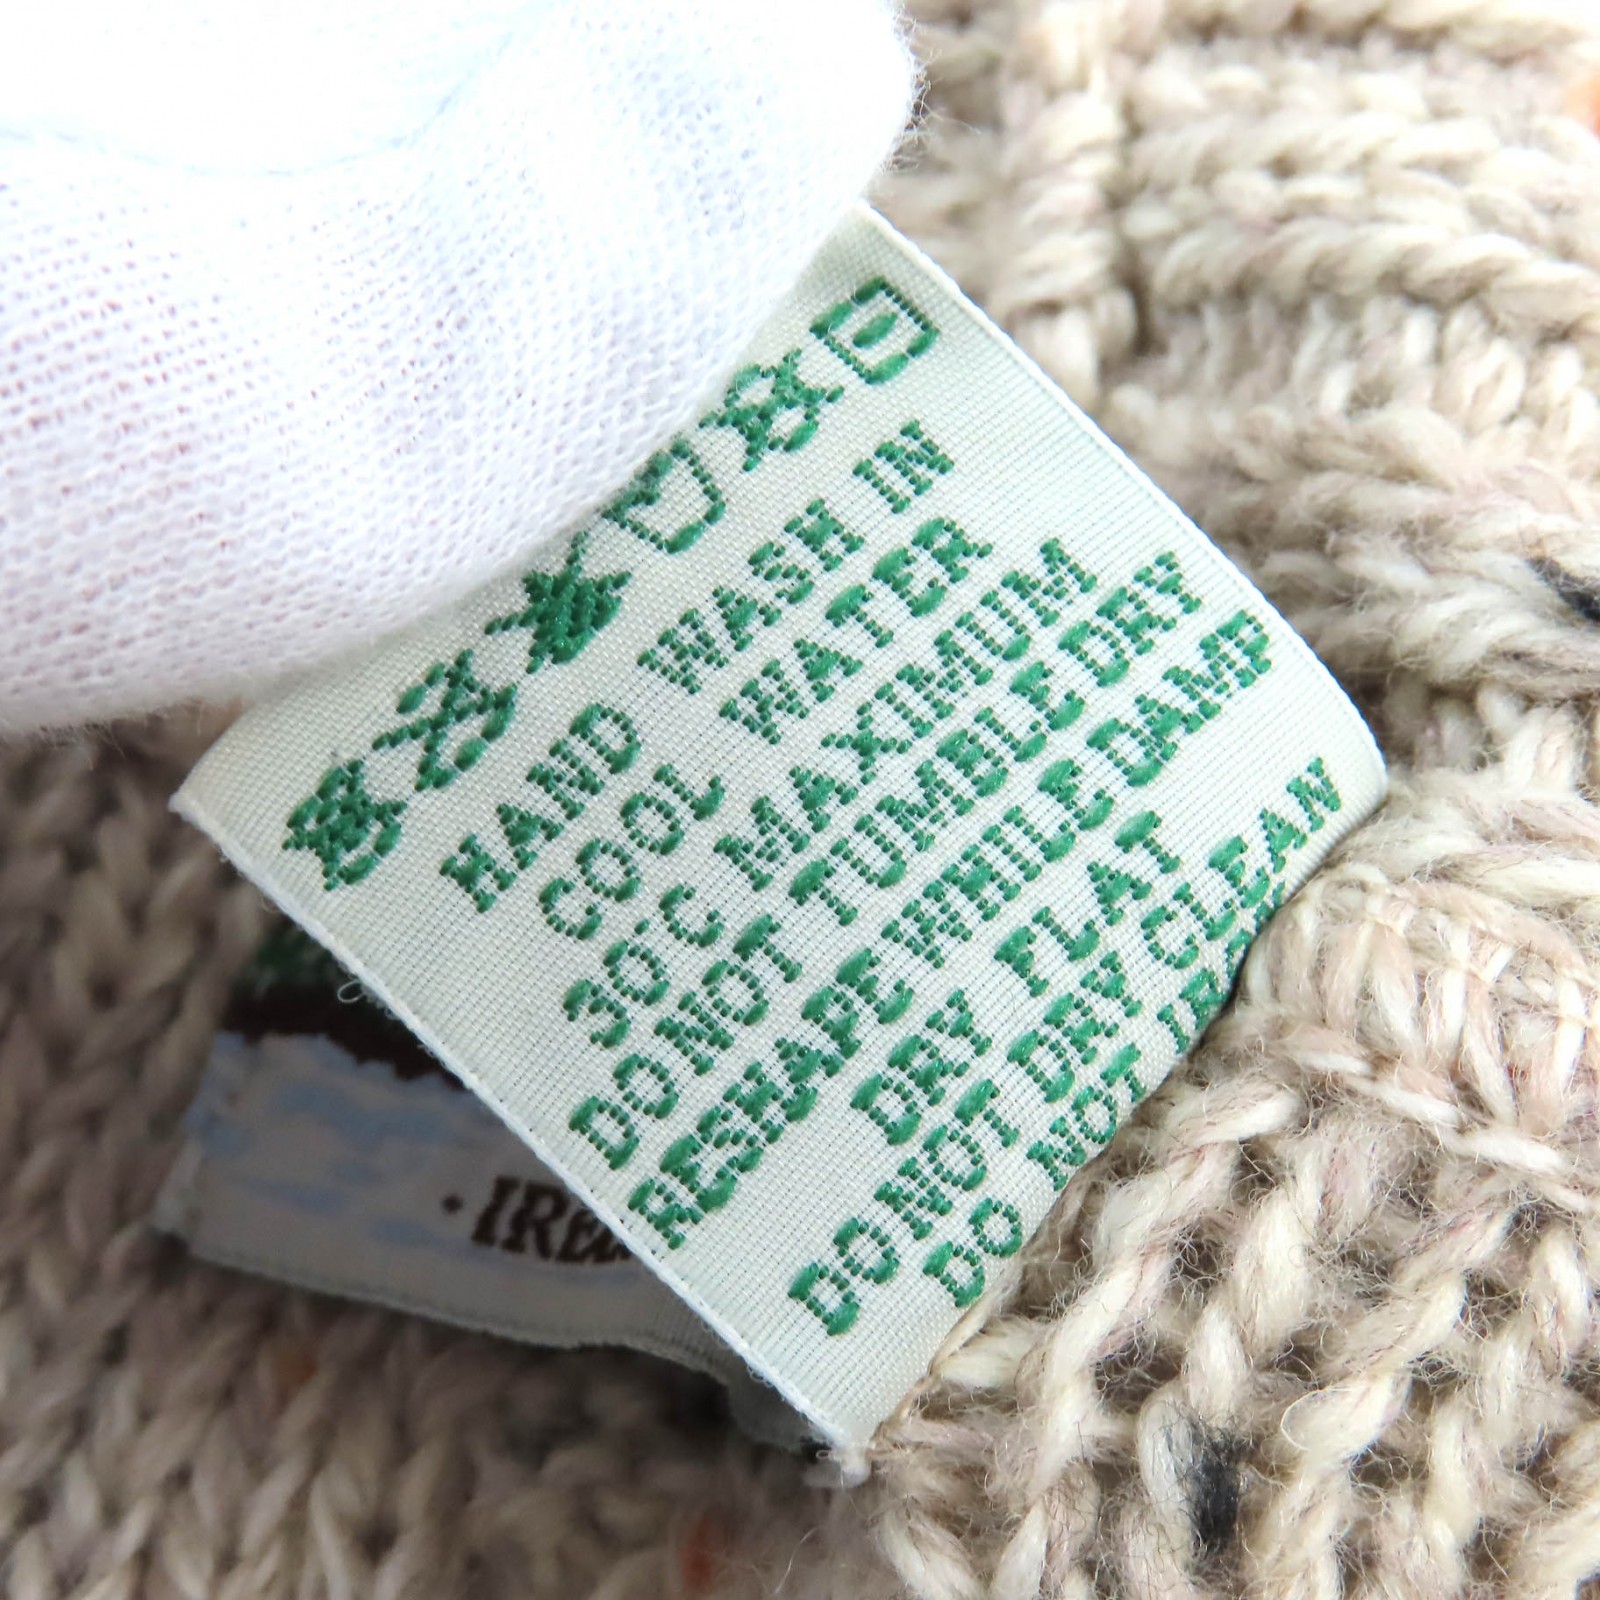 HAND WASH IN
COOL WATER
30°C MAXIMUM
DO NOT TUMBLE DRY
RESHAPE WHILE DAMP
DRY FLAT
DO NOT DRY CLEAN
DO NOT